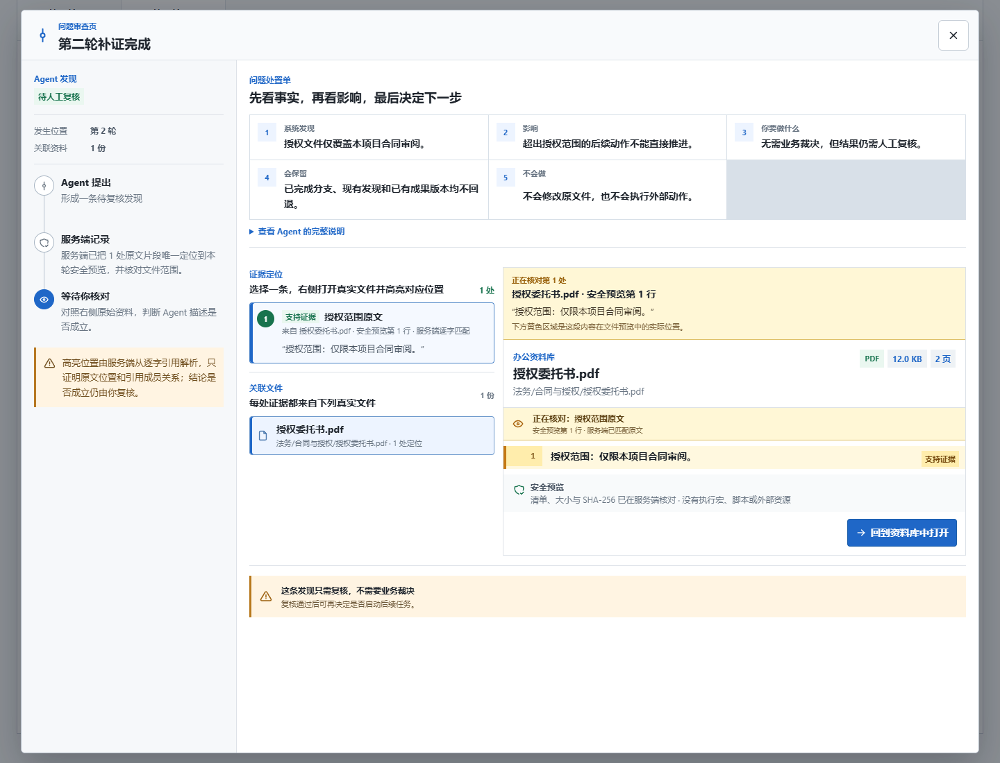 问题审查页
第二轮补证完成
Agent 发现
待人工复核
发生位置 第 2 轮
关联资料 1 份
Agent 提出
形成一条待复核发现
服务端记录
服务端已把 1 处原文片段唯一定位到本
轮安全预览，并核对文件范围。
等待你核对
对照右侧原始资料，判断 Agent 描述是
否成立。
高亮位置由服务端从逐字引用解析，只
证明原文位置和引用成员关系；结论是
否成立仍由你复核。
问题处置单
先看事实，再看影响，最后决定下一步
1 系统发现
授权文件仅覆盖本项目合同审阅。
2 影响
超出授权范围的后续动作不能直接推进。
3 你要做什么
无需业务裁决，但结果仍需人工复核。
4 会保留
已完成分支、现有发现和已有成果版本均不回
退。
5 不会做
不会修改原文件，也不会执行外部动作。
查看 Agent 的完整说明
证据定位
选择一条，右侧打开真实文件并高亮对应位置 1 处
1 支持证据 授权范围原文
来自 授权委托书.pdf · 安全预览第 1 行 · 服务端逐字匹配
“授权范围：仅限本项目合同审阅。”
关联文件
每处证据都来自下列真实文件 1 份
授权委托书.pdf
法务/合同与授权/授权委托书.pdf · 1 处定位
正在核对第 1 处
授权委托书.pdf · 安全预览第 1 行
“授权范围：仅限本项目合同审阅。”
下方黄色区域是这段内容在文件预览中的实际位置。
办公资料库
授权委托书.pdf
法务/合同与授权/授权委托书.pdf
PDF 12.0 KB 2 页
正在核对：授权范围原文
安全预览第 1 行 · 服务端已匹配原文
1 授权范围：仅限本项目合同审阅。 支持证据
安全预览
清单、大小与 SHA-256 已在服务端核对 · 没有执行宏、脚本或外部资源
回到资料库中打开
这条发现只需复核，不需要业务裁决
复核通过后可再决定是否启动后续任务。